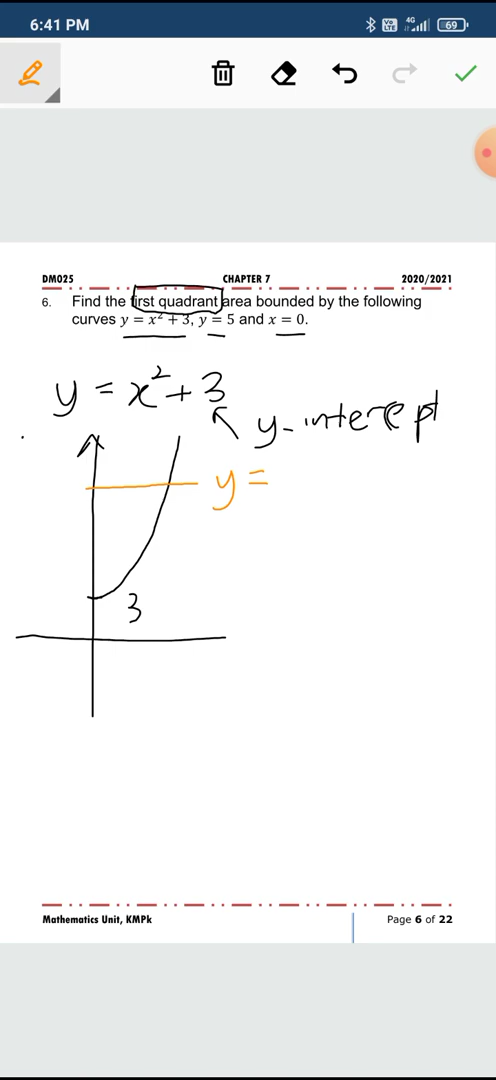 6:41 PM
4G
69
DM025 CHAPTER 7 2020/2021
6. Find the first quadrant area bounded by the following
curves y = x² + 3, y = 5 and x = 0.
y = x² + 3
y-intercept
y =
3
Mathematics Unit, KMPk Page 6 of 22